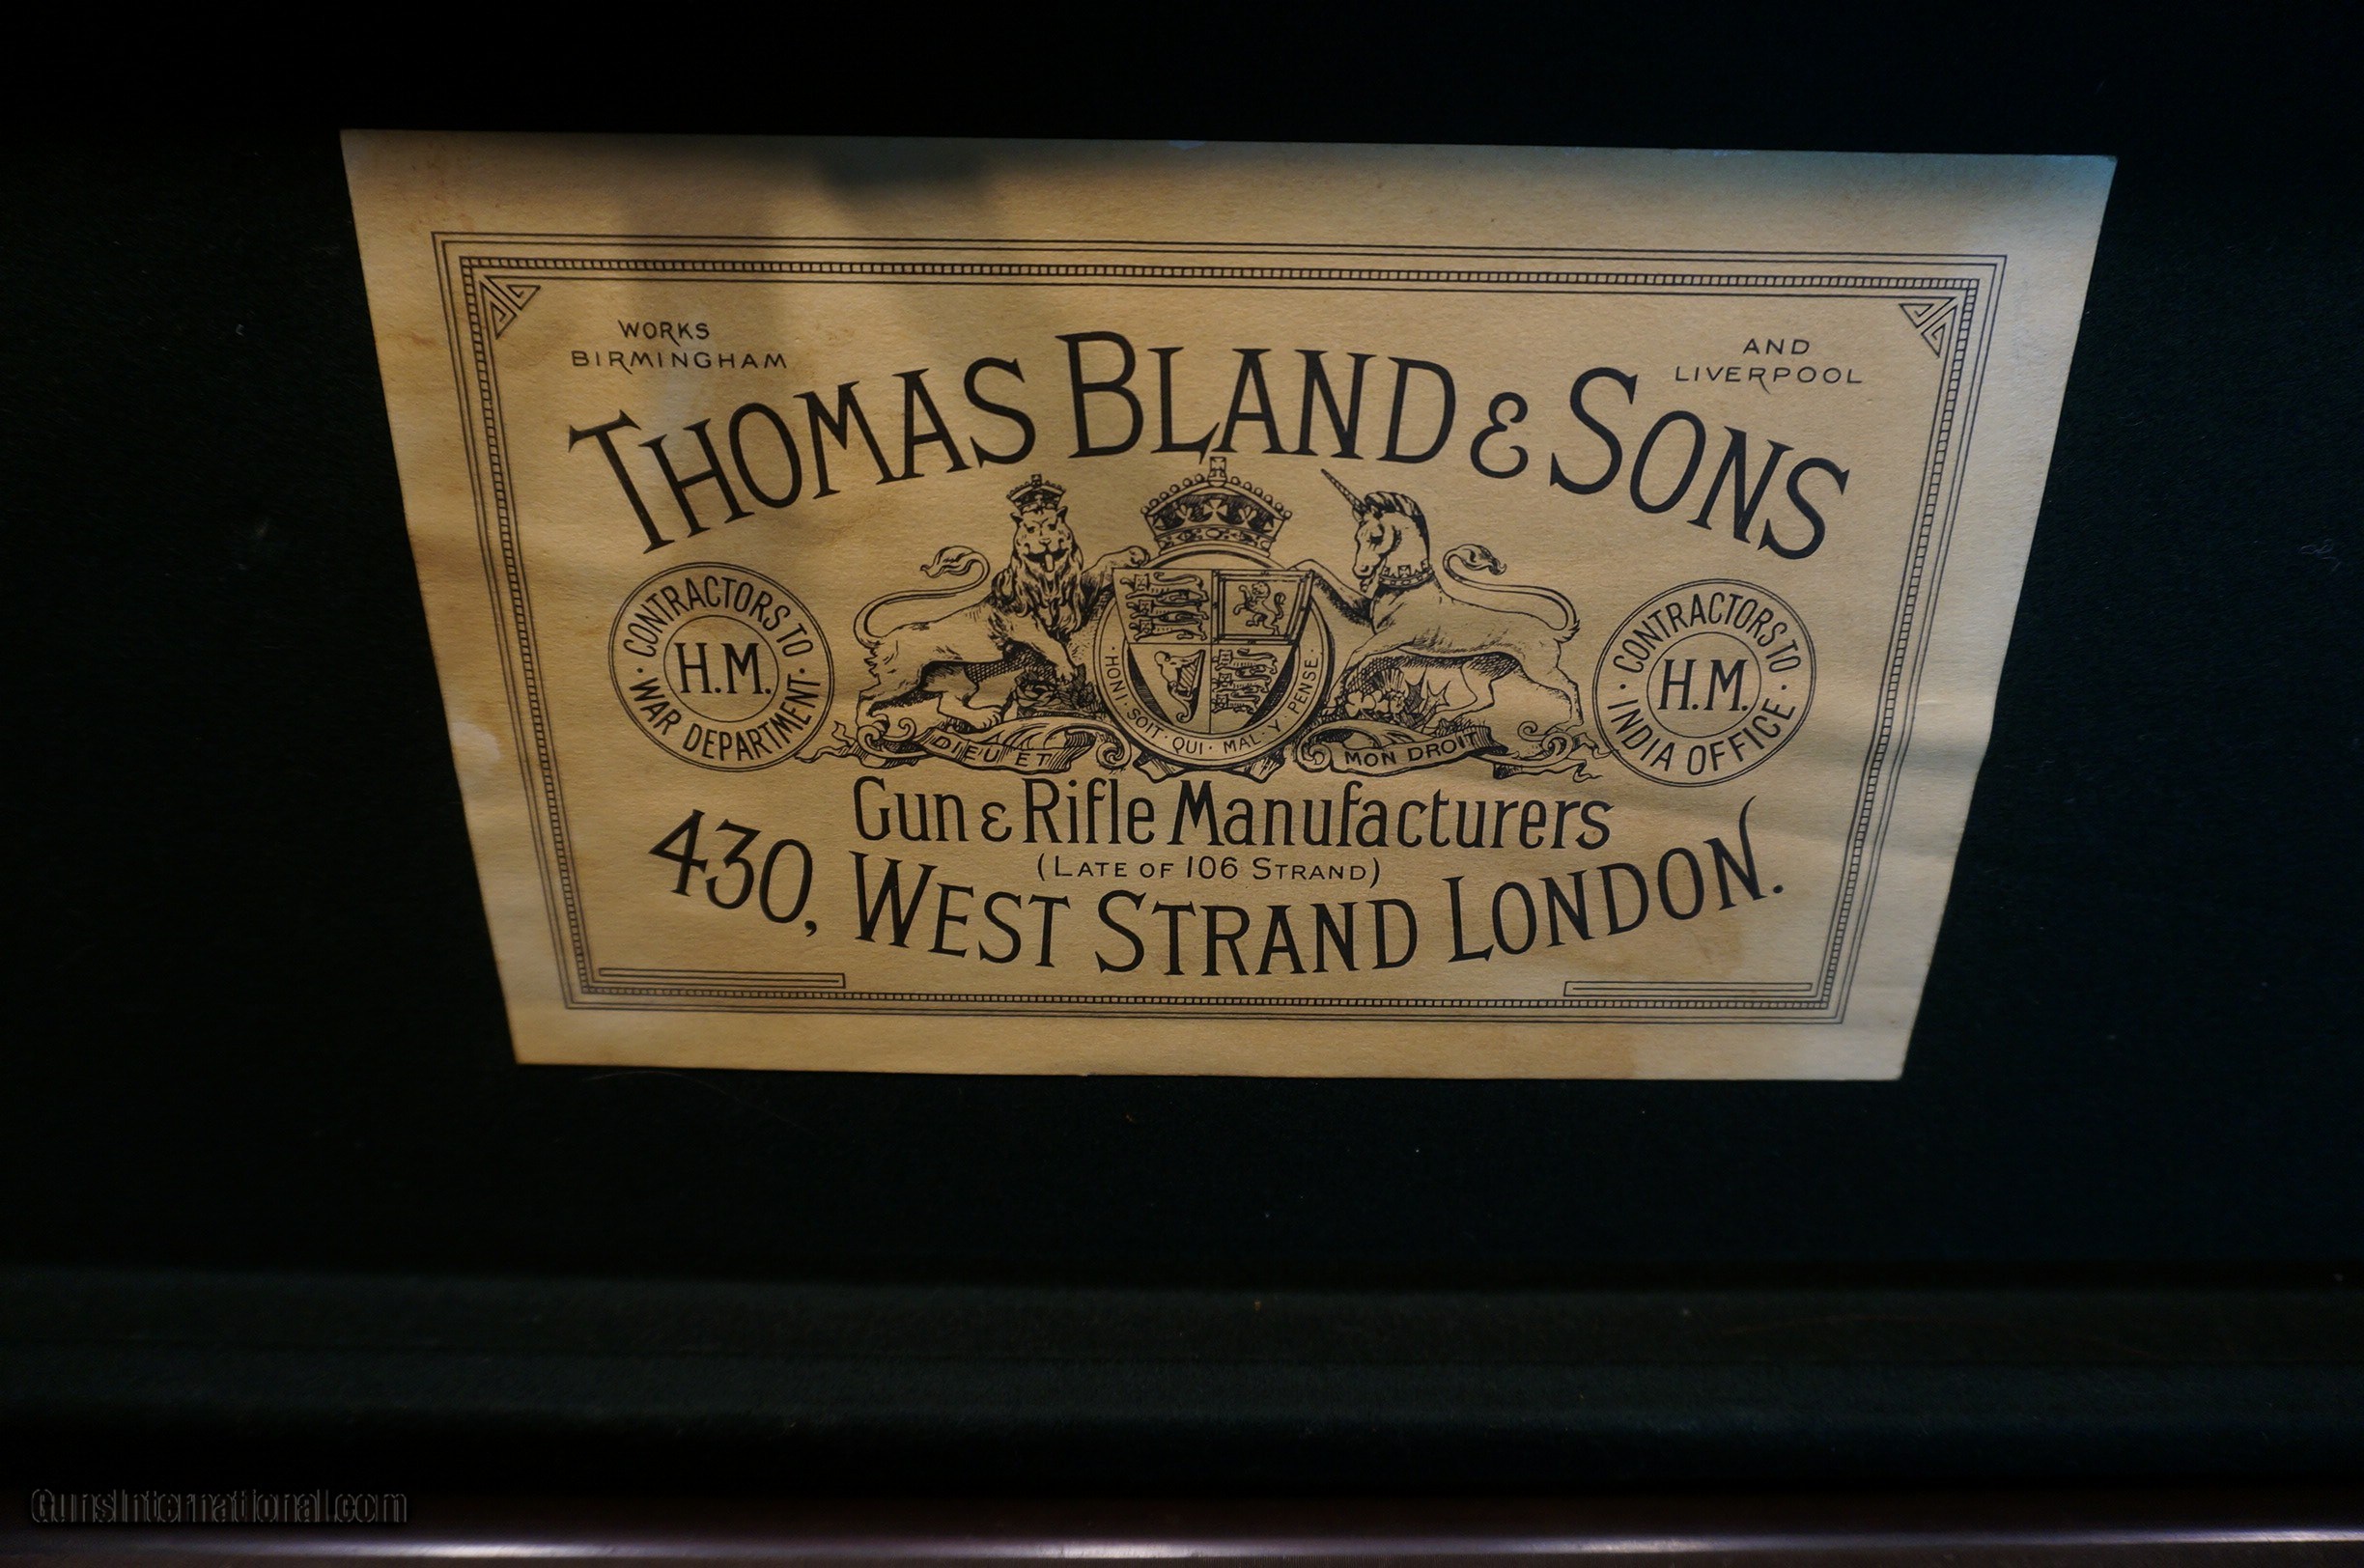 WORKS
BIRMINGHAM
AND
LIVERPOOL
THOMAS BLAND & SONS
CONTRACTORS TO
H.M.
WAR DEPARTMENT
HONI · SOIT · QUI · MAL · Y · PENSE
DIEU ET
MON DROIT
CONTRACTORS TO
H.M.
INDIA OFFICE
Gun & Rifle Manufacturers
(LATE OF 106 STRAND)
430, WEST STRAND LONDON.
GunsInternational.com